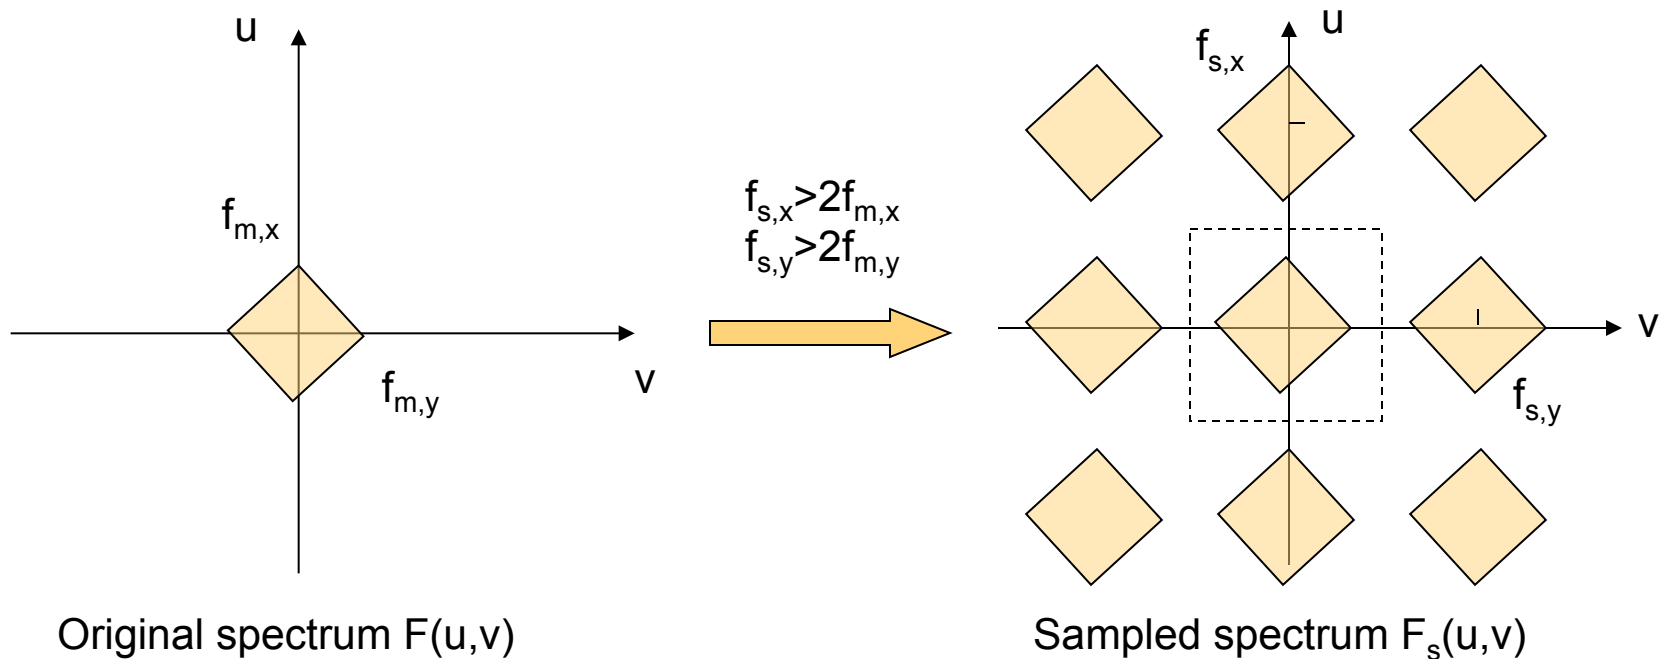 u
f_{m,x}
f_{m,y}
v
Original spectrum F(u,v)
f_{s,x}>2f_{m,x}
f_{s,y}>2f_{m,y}
u
f_{s,x}
v
f_{s,y}
Sampled spectrum F_s(u,v)